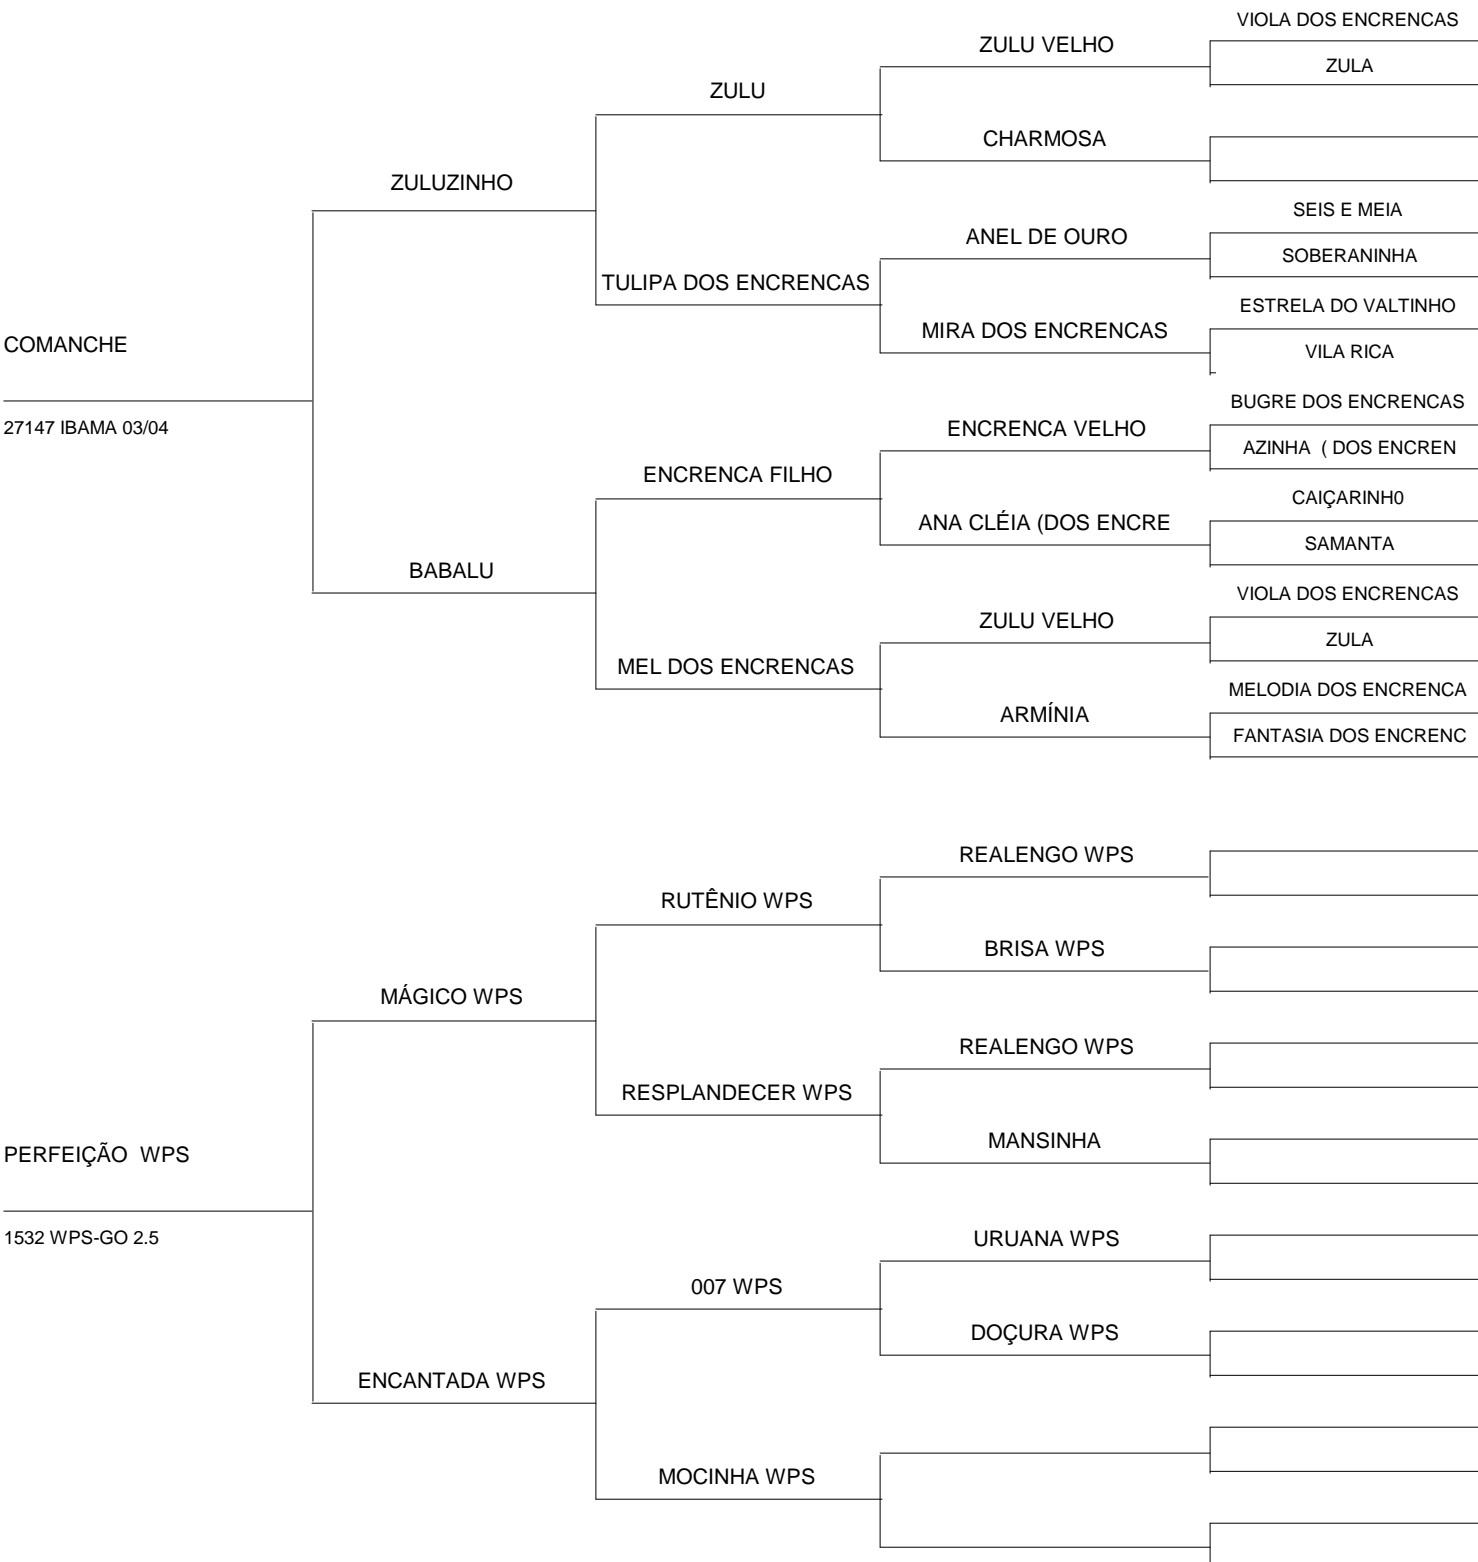 VIOLA DOS ENCRENCAS
ZULU VELHO
ZULA
ZULU
CHARMOSA
ZULUZINHO
SEIS E MEIA
ANEL DE OURO
SOBERANINHA
TULIPA DOS ENCRENCAS
ESTRELA DO VALTINHO
MIRA DOS ENCRENCAS
COMANCHE
VILA RICA
BUGRE DOS ENCRENCAS
27147 IBAMA 03/04
ENCRENCA VELHO
AZINHA ( DOS ENCREN
ENCRENCA FILHO
CAIÇARINH0
ANA CLÉIA (DOS ENCRE
SAMANTA
BABALU
VIOLA DOS ENCRENCAS
ZULU VELHO
ZULA
MEL DOS ENCRENCAS
MELODIA DOS ENCRENCA
ARMÍNIA
FANTASIA DOS ENCRENC
REALENGO WPS
RUTÊNIO WPS
BRISA WPS
MÁGICO WPS
REALENGO WPS
RESPLANDECER WPS
MANSINHA
PERFEIÇÃO WPS
1532 WPS-GO 2.5
URUANA WPS
007 WPS
DOÇURA WPS
ENCANTADA WPS
MOCINHA WPS